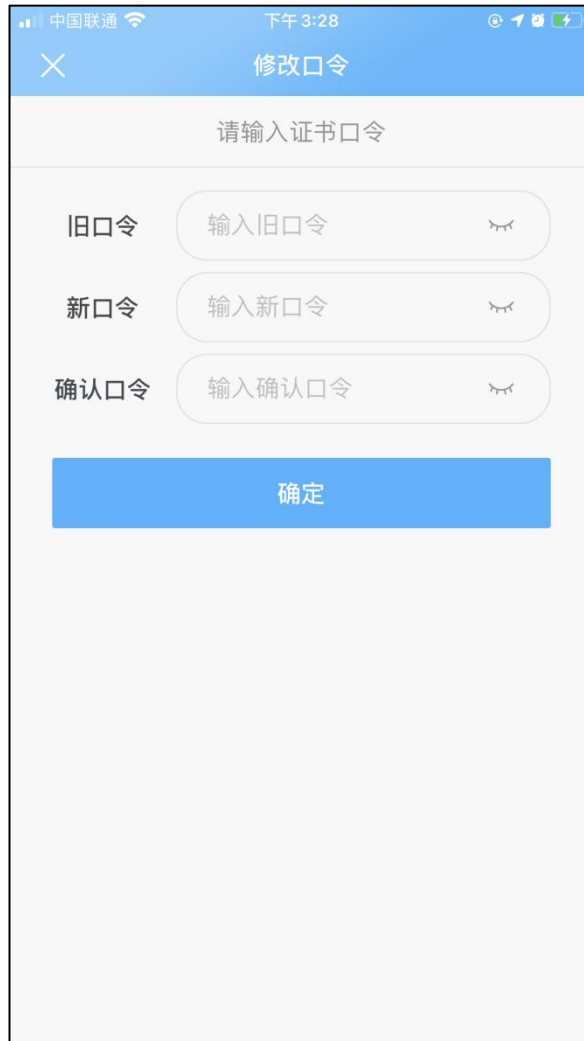 中国联通 下午3:28
修改口令
请输入证书口令
旧口令 输入旧口令
新口令 输入新口令
确认口令 输入确认口令
确定